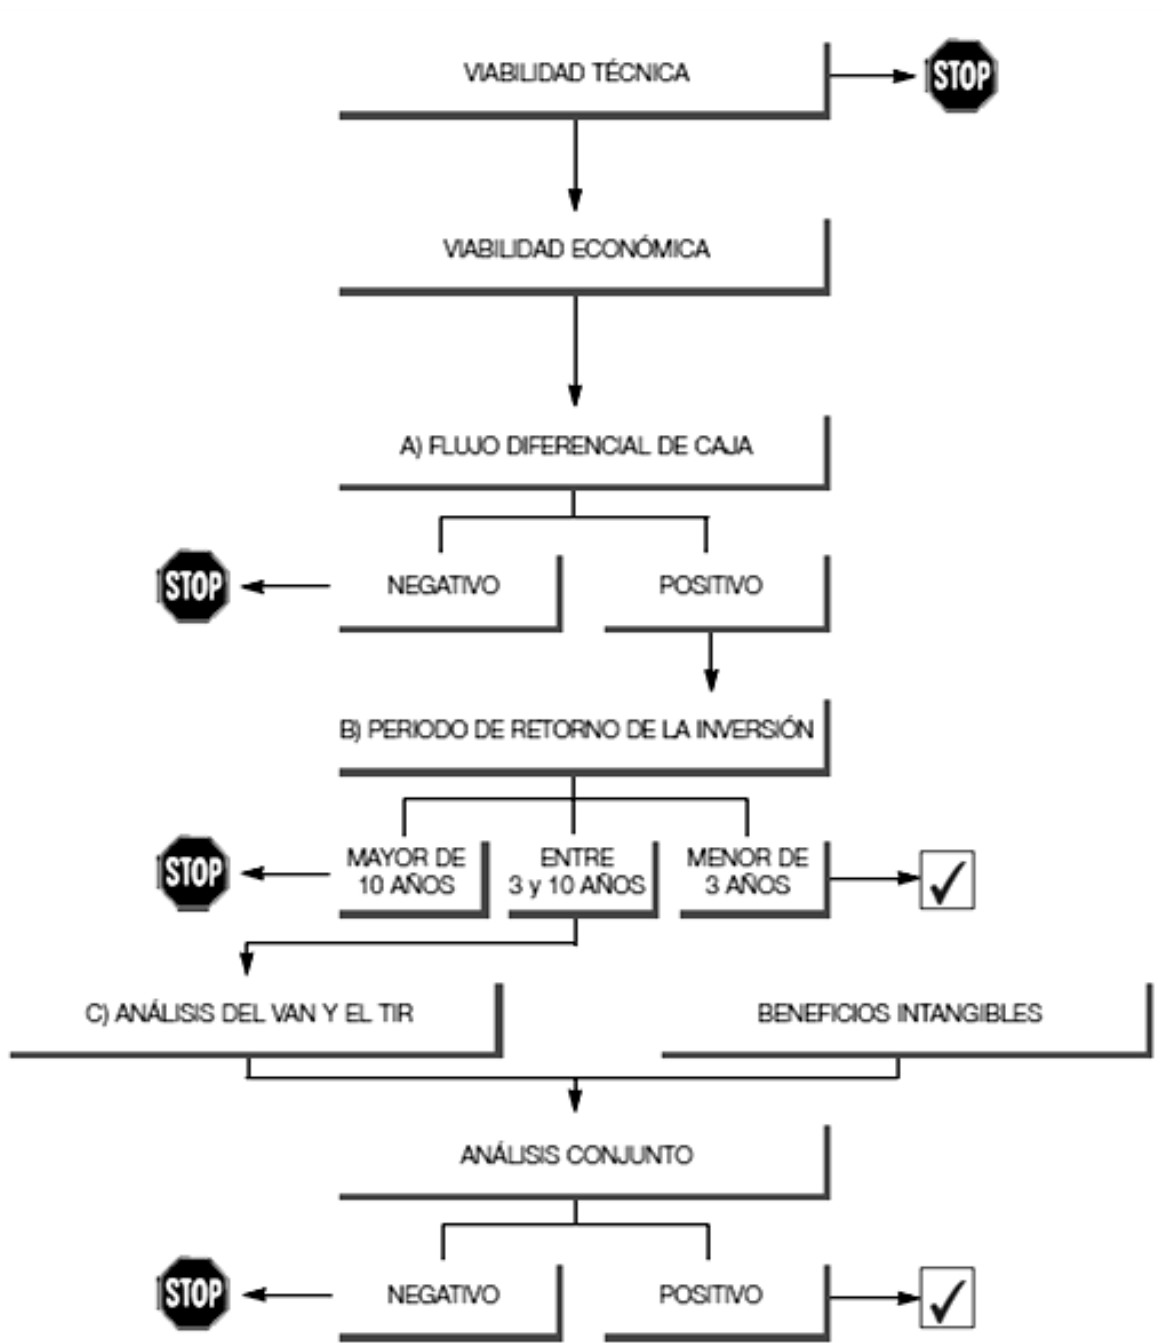 VIABILIDAD TÉCNICA
STOP
VIABILIDAD ECONÓMICA
A) FLUJO DIFERENCIAL DE CAJA
STOP
NEGATIVO
POSITIVO
B) PERIODO DE RETORNO DE LA INVERSIÓN
STOP
MAYOR DE
10 AÑOS
ENTRE
3 y 10 AÑOS
MENOR DE
3 AÑOS
C) ANÁLISIS DEL VAN Y EL TIR
BENEFICIOS INTANGIBLES
ANÁLISIS CONJUNTO
STOP
NEGATIVO
POSITIVO